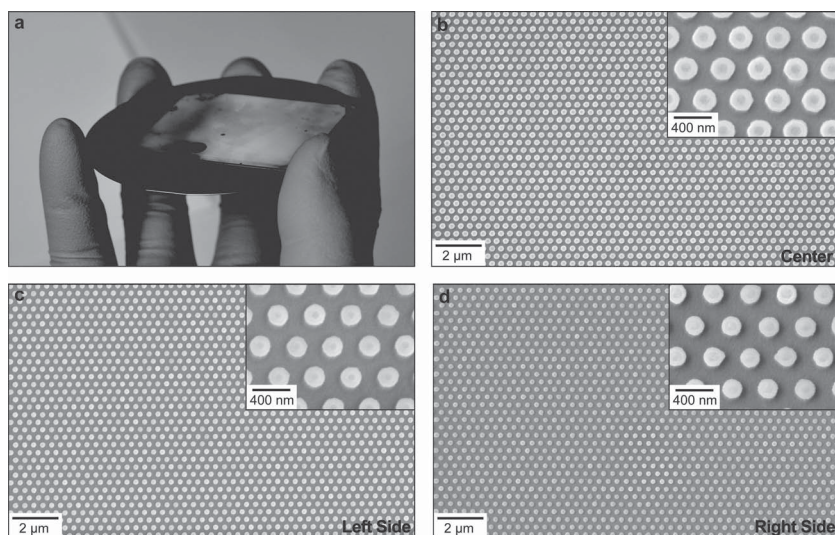 a
b
400 nm
2 µm
Center
c
400 nm
2 µm
Left Side
d
400 nm
2 µm
Right Side